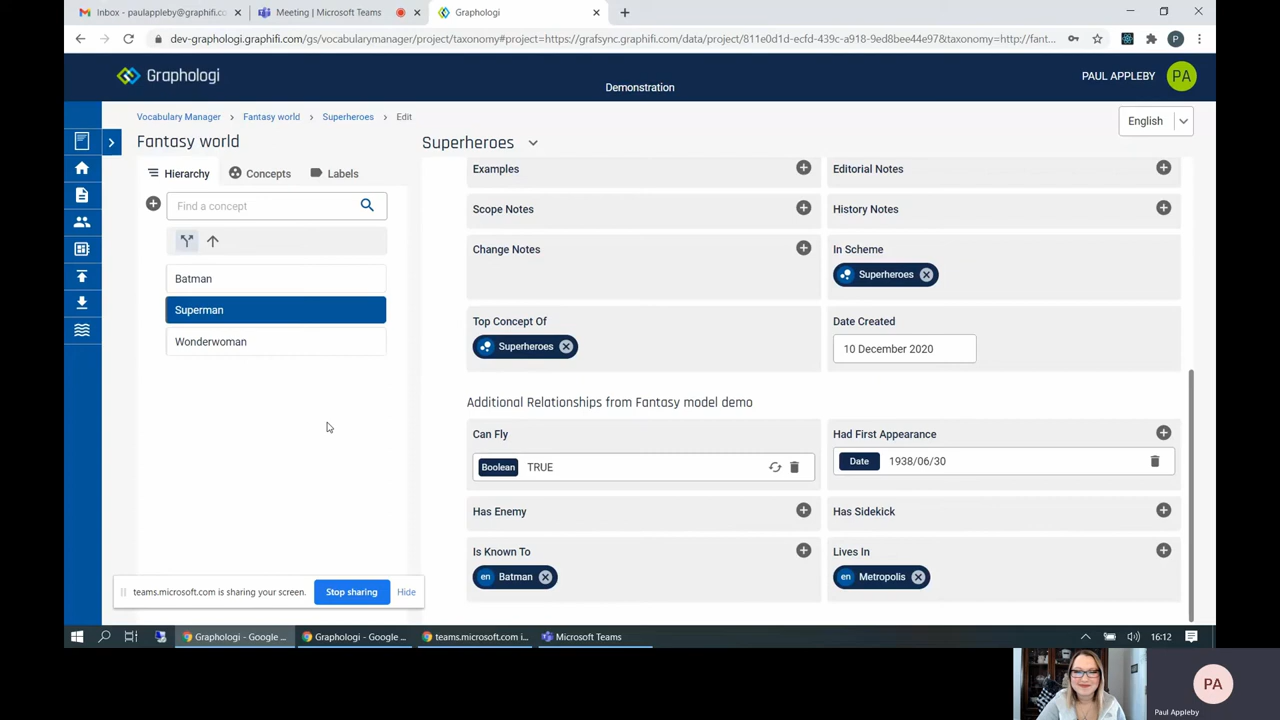 Inbox - paulappleby@graphifi.c
Meeting | Microsoft Teams
Graphologi
dev-graphologi.graphifi.com/gs/vocabularymanager/project/taxonomy#project=https://grafsync.graphifi.com/data/project/811e0d1d-ecfd-439c-a918-9ed8bee44e97&taxonomy=http://fant...
P
Graphologi
Demonstration
PAUL APPLEBY
PA
Vocabulary Manager > Fantasy world > Superheroes > Edit
English
Fantasy world
Superheroes
Hierarchy
Concepts
Labels
Find a concept
Batman
Superman
Wonderwoman
Examples
Editorial Notes
Scope Notes
History Notes
Change Notes
In Scheme
Superheroes
Top Concept Of
Date Created
Superheroes
10 December 2020
Additional Relationships from Fantasy model demo
Can Fly
Had First Appearance
Boolean TRUE
Date 1938/06/30
Has Enemy
Has Sidekick
Is Known To
Lives In
en Batman
en Metropolis
teams.microsoft.com is sharing your screen.
Stop sharing
Hide
Graphologi - Google ...
Graphologi - Google ...
teams.microsoft.com i...
Microsoft Teams
16:12
PA
Paul Appleby